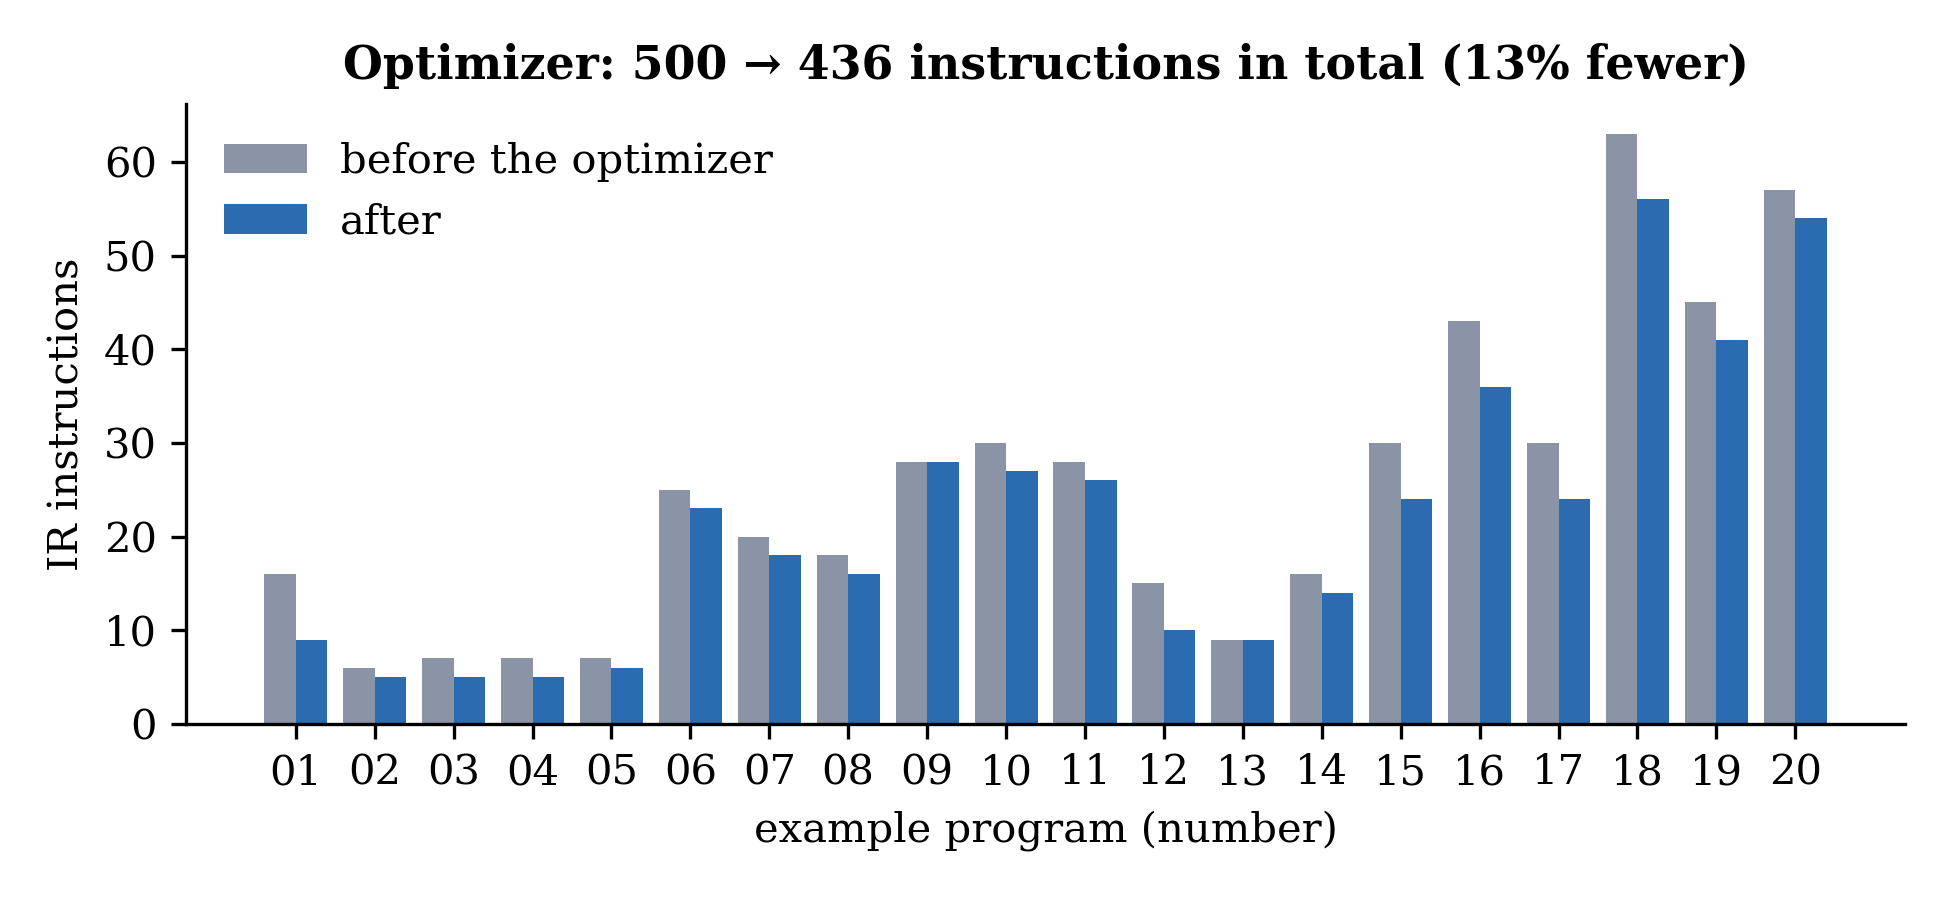 Optimizer: 500 → 436 instructions in total (13% fewer)
before the optimizer
after
IR instructions
60
50
40
30
20
10
0
01 02 03 04 05 06 07 08 09 10 11 12 13 14 15 16 17 18 19 20
example program (number)